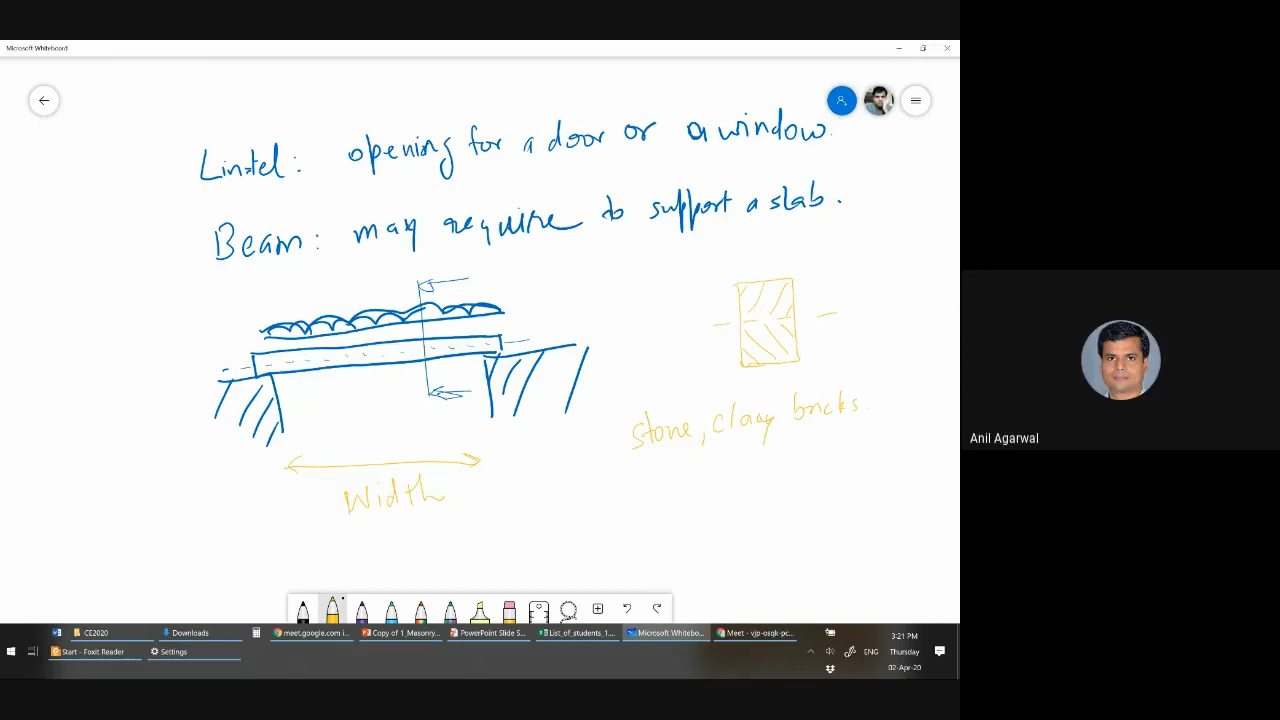 Microsoft Whiteboard
Lintel: opening for a door or a window.
Beam: may require to support a slab.
stone, clay bricks.
Width
Anil Agarwal
CE2020
Downloads
meet.google.com i...
Copy of 1_Masonry...
PowerPoint Slide S...
List_of_students_1...
Microsoft Whitebo...
Meet - vjp-osqk-pc...
3:21 PM
Start - Foxit Reader
Settings
ENG
Thursday
02-Apr-20